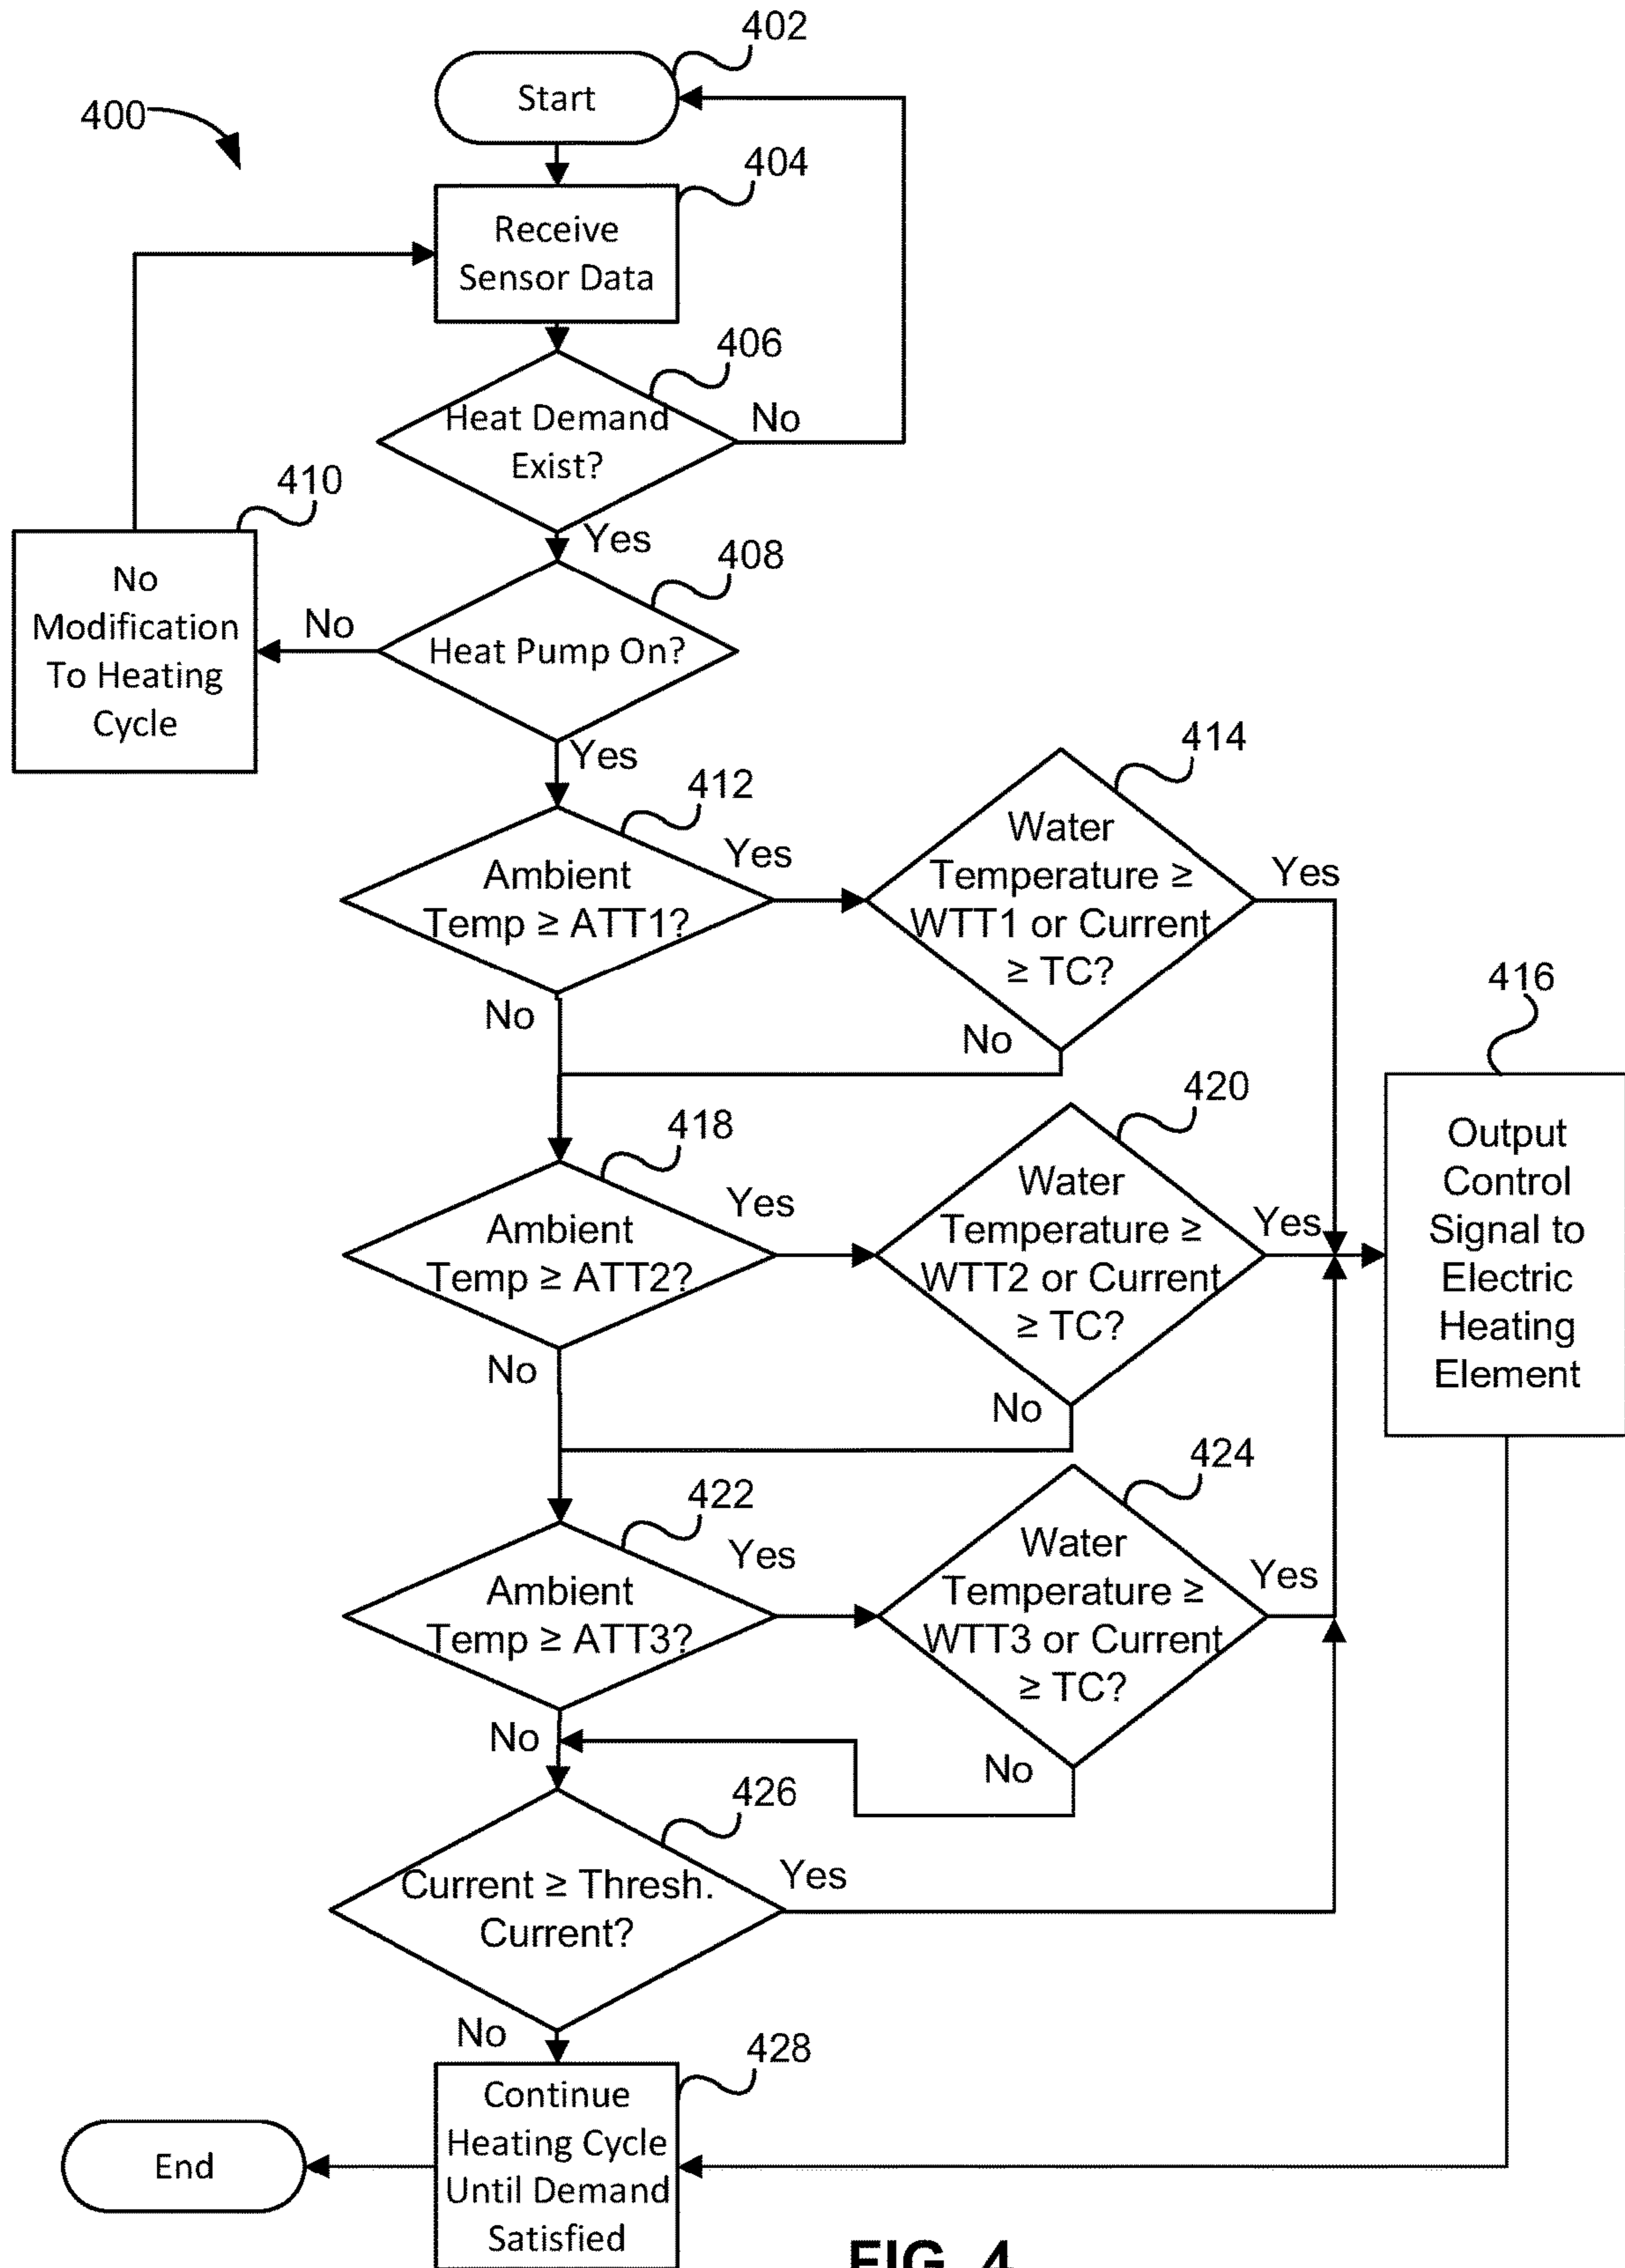 402
Start
400
404
Receive
Sensor Data
406
Heat Demand
Exist?
No
410
Yes
408
No
Modification
To Heating
Cycle
No
Heat Pump On?
Yes
414
412
Yes
Water
Temperature ≥
WTT1 or Current
≥ TC?
Yes
Ambient
Temp ≥ ATT1?
416
No
No
420
418
Output
Control
Signal to
Electric
Heating
Element
Yes
Water
Temperature ≥
WTT2 or Current
≥ TC?
Yes
Ambient
Temp ≥ ATT2?
No
No
424
422
Yes
Water
Temperature ≥
WTT3 or Current
≥ TC?
Yes
Ambient
Temp ≥ ATT3?
No
No
426
Current ≥ Thresh.
Current?
Yes
No
428
Continue
Heating Cycle
Until Demand
Satisfied
End
FIG. 4